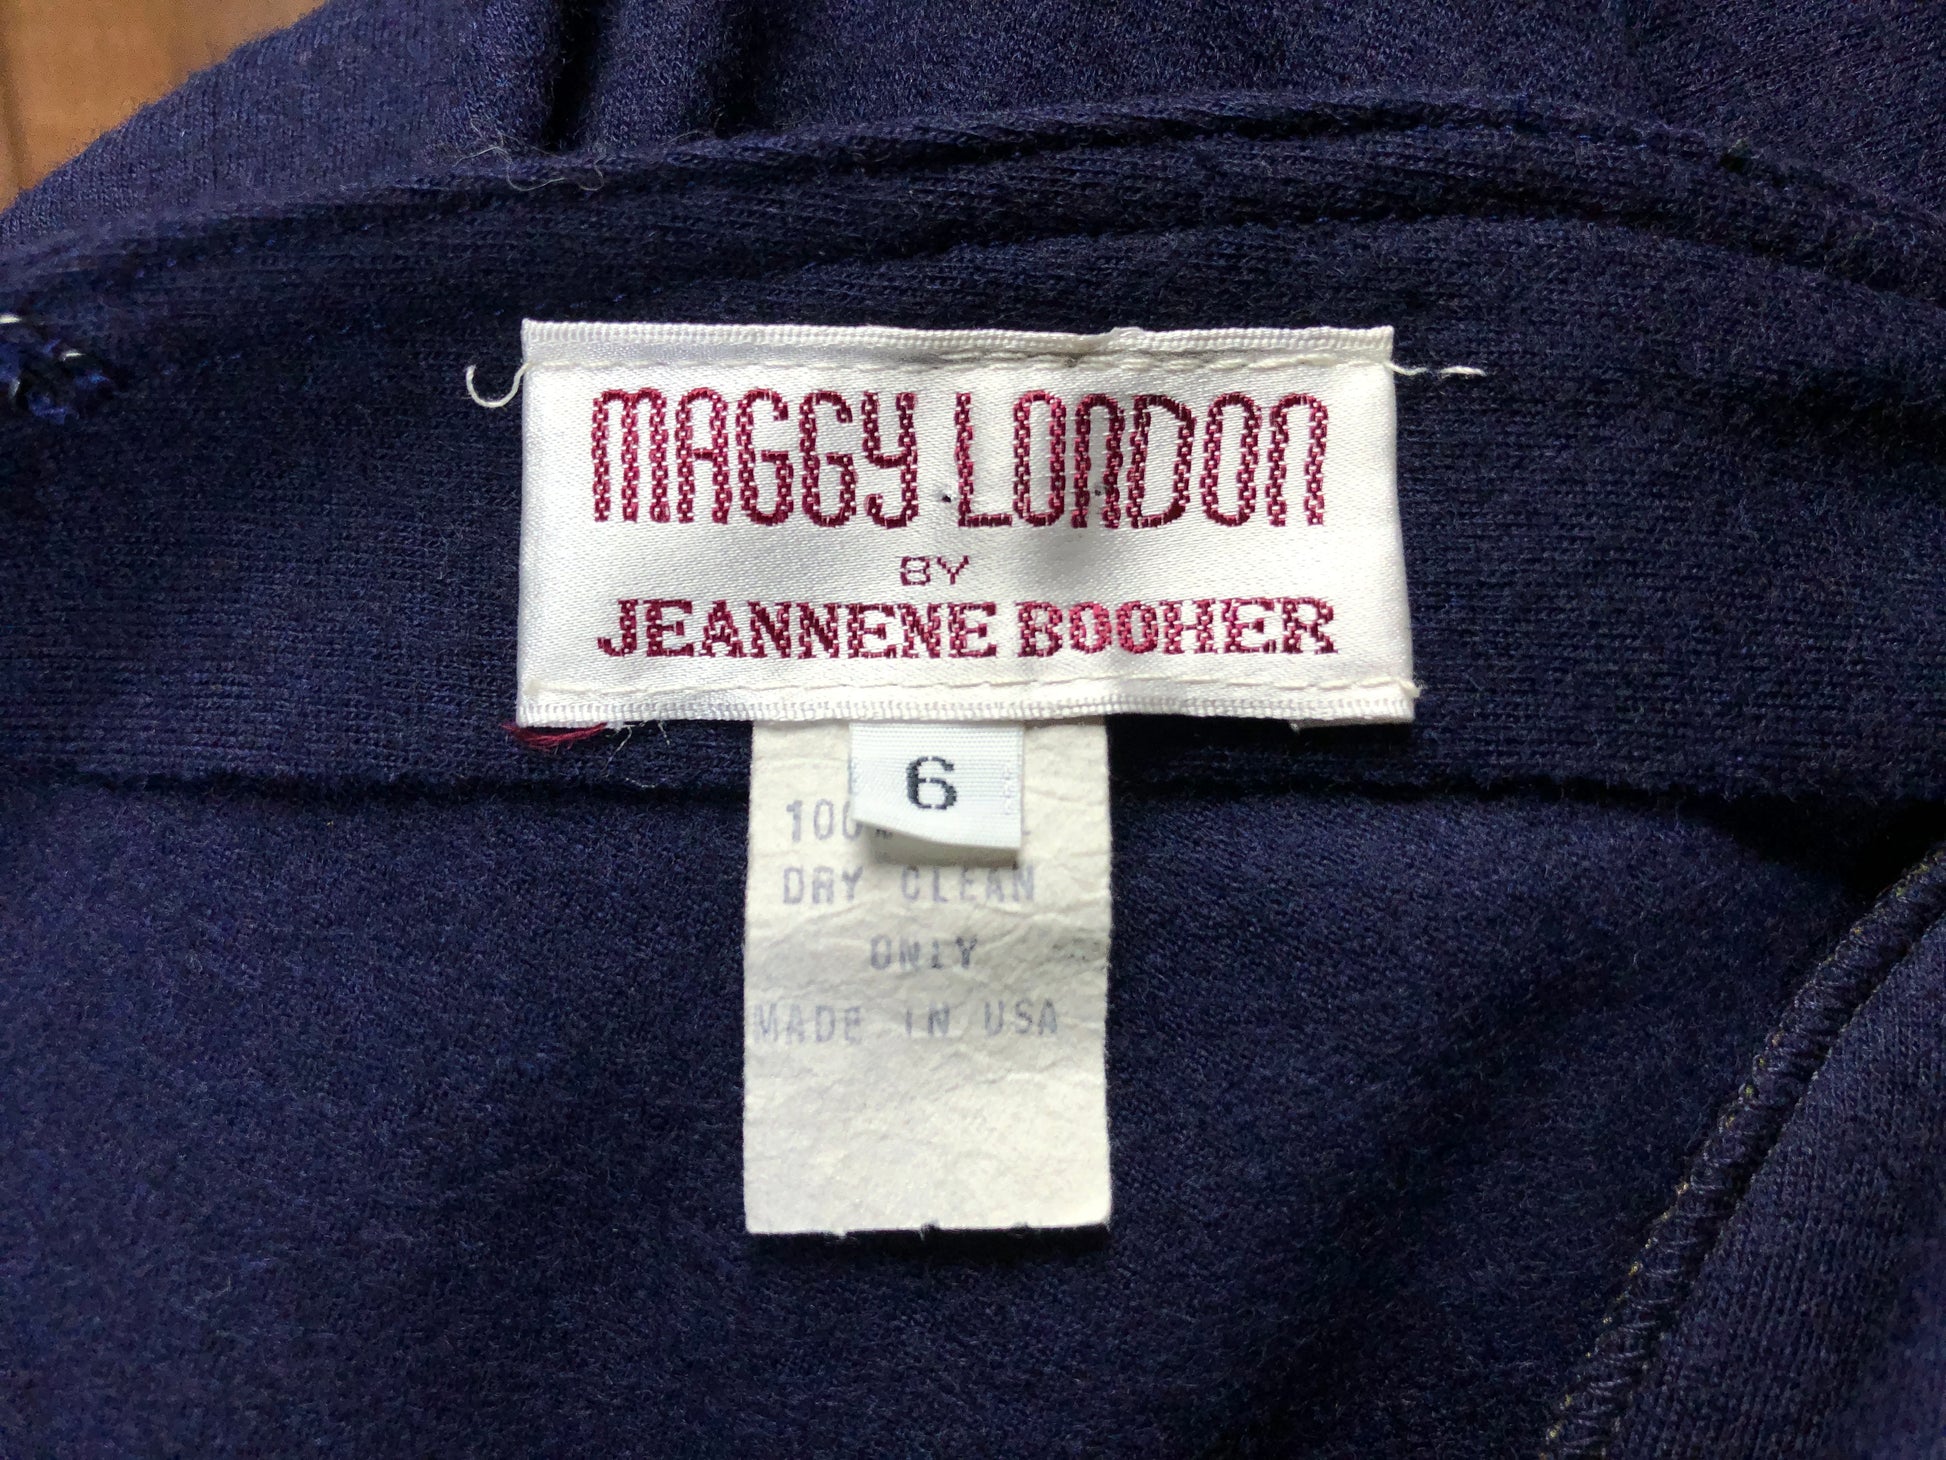 MAGGY LONDON
BY
JEANNENE BOOHER
6
100%
DRY CLEAN
ONLY
MADE IN USA